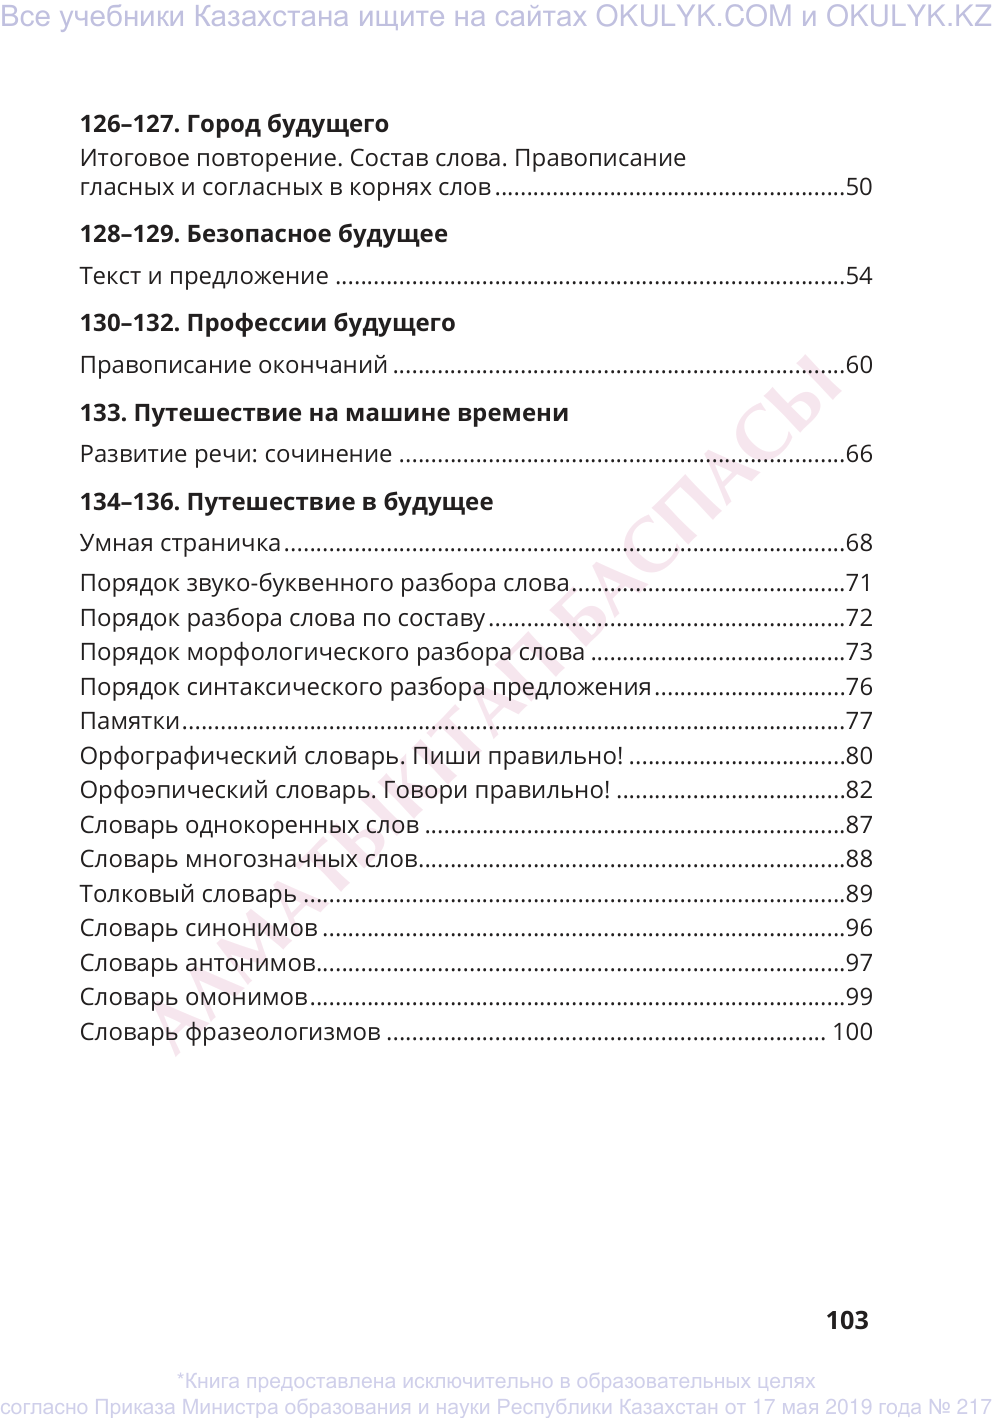 Все учебники Казахстана ищите на сайтах OKULYK.COM и OKULYK.KZ
126–127. Город будущего
Итоговое повторение. Состав слова. Правописание
гласных и согласных в корнях слов.......................................................50
128–129. Безопасное будущее
Текст и предложение ................................................................................54
130–132. Профессии будущего
Правописание окончаний .......................................................................60
133. Путешествие на машине времени
Развитие речи: сочинение ......................................................................66
134–136. Путешествие в будущее
Умная страничка........................................................................................68
Порядок звуко-буквенного разбора слова...........................................71
Порядок разбора слова по составу........................................................72
Порядок морфологического разбора слова ........................................73
Порядок синтаксического разбора предложения..............................76
Памятки........................................................................................................77
Орфографический словарь. Пиши правильно! ..................................80
Орфоэпический словарь. Говори правильно! ....................................82
Словарь однокоренных слов ..................................................................87
Словарь многозначных слов...................................................................88
Толковый словарь .....................................................................................89
Словарь синонимов ..................................................................................96
Словарь антонимов...................................................................................97
Словарь омонимов....................................................................................99
Словарь фразеологизмов ..................................................................... 100
АЛМАТЫКІТАП БАСПАСЫ
103
*Книга предоставлена исключительно в образовательных целях
согласно Приказа Министра образования и науки Республики Казахстан от 17 мая 2019 года № 217